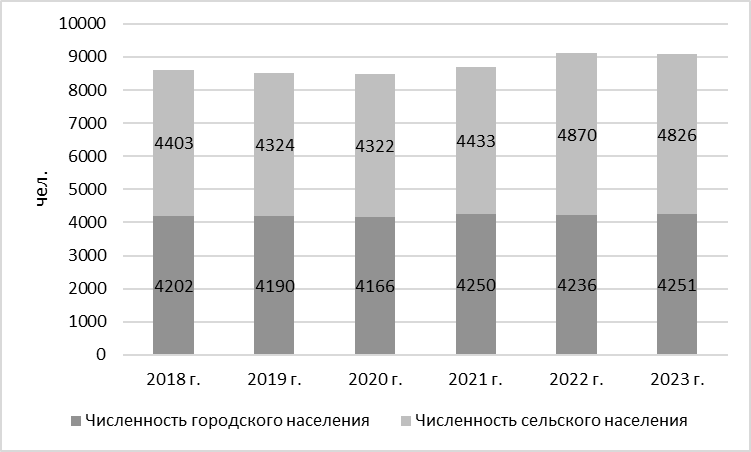 10000
9000
8000
7000
6000
5000
4000
3000
2000
1000
0
чел.
4403 4324 4322 4433 4870 4826
4202 4190 4166 4250 4236 4251
2018 г. 2019 г. 2020 г. 2021 г. 2022 г. 2023 г.
Численность городского населения Численность сельского населения